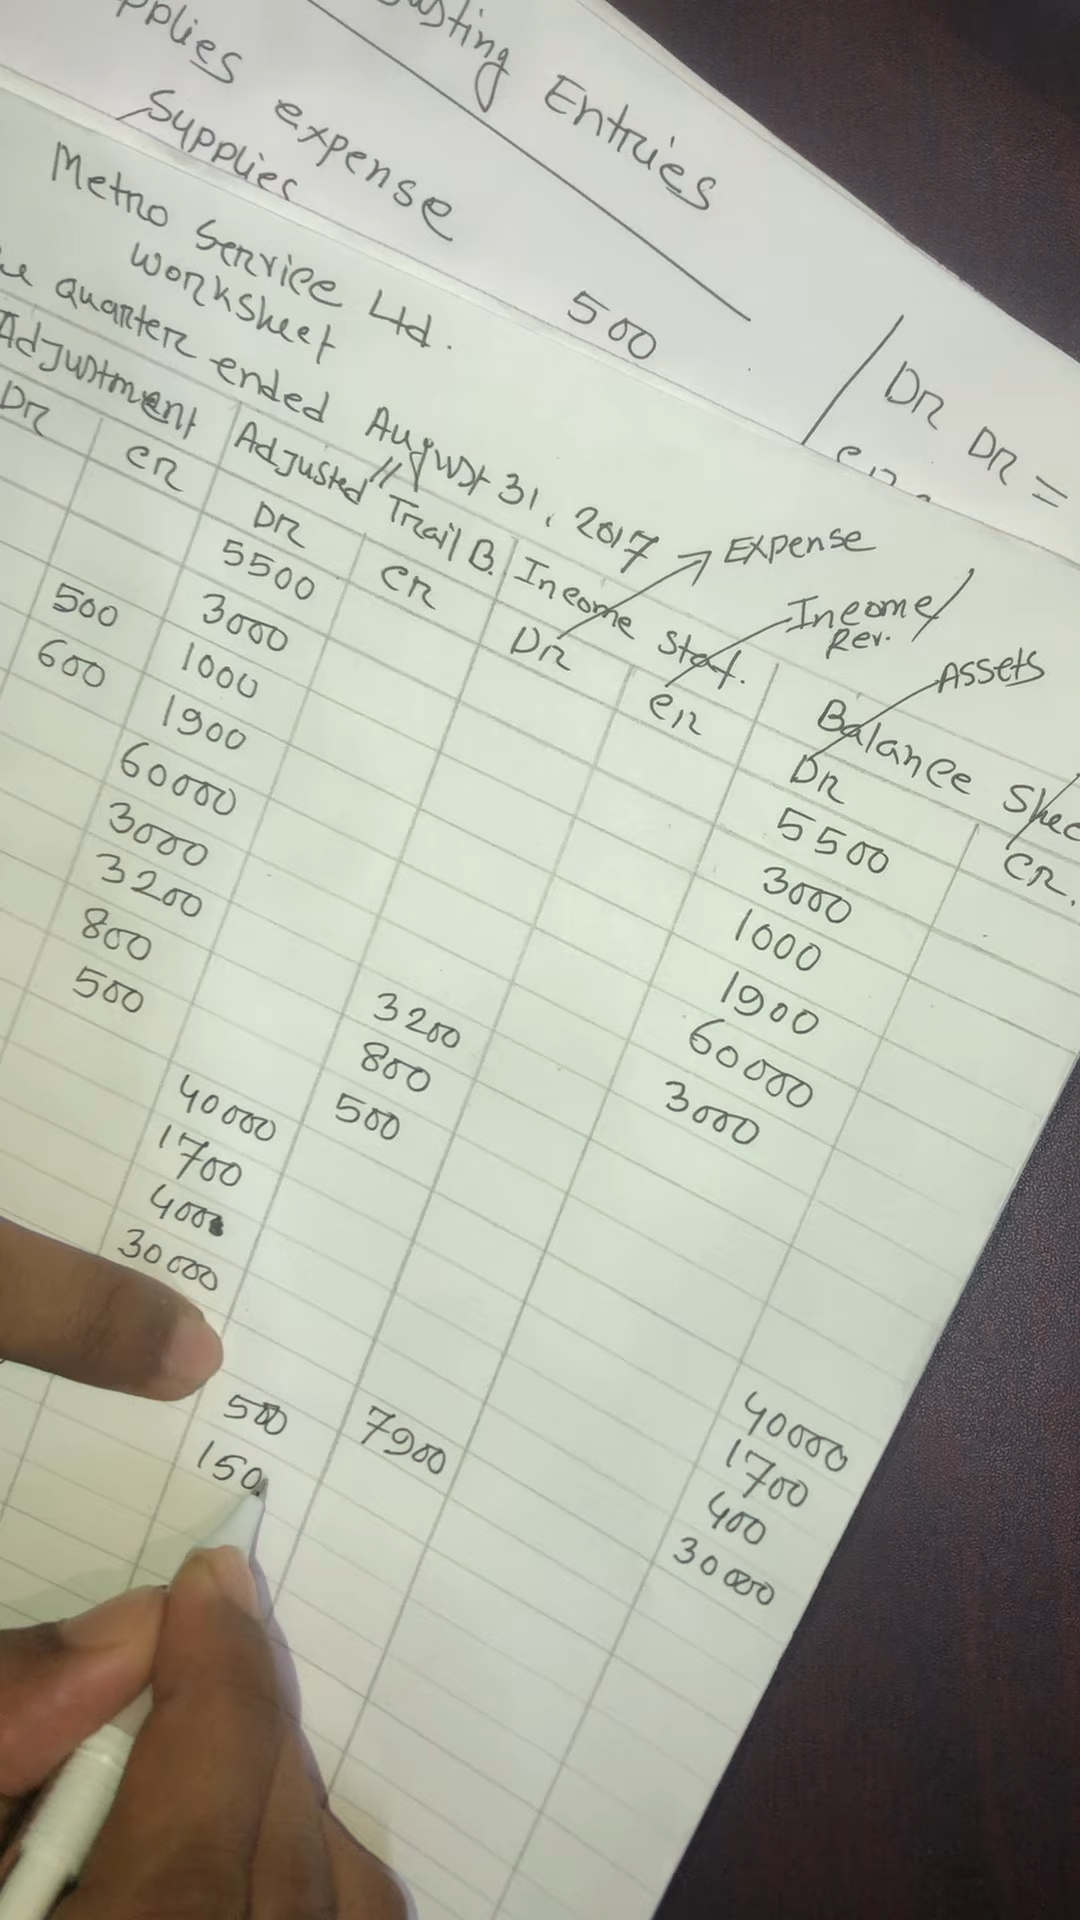 usting Entries
pplies expense
Supplies
500
DR DR =
Metro Service Ltd.
Worksheet
quarter ended August 31, 2017
Adjustment
Adjusted Trail B.
Income Stat.
Balance Shee
DR CR DR CR DR CR DR CR.
Expense
Income/
Rev.
Assets
5500 5500
500 3000 3000
600 1000 1000
1900 1900
60000 60000
3000 3000
3200 3200
800 800
500 500
40000 40000
1700 1700
400 400
30000 30000
7900
500
150